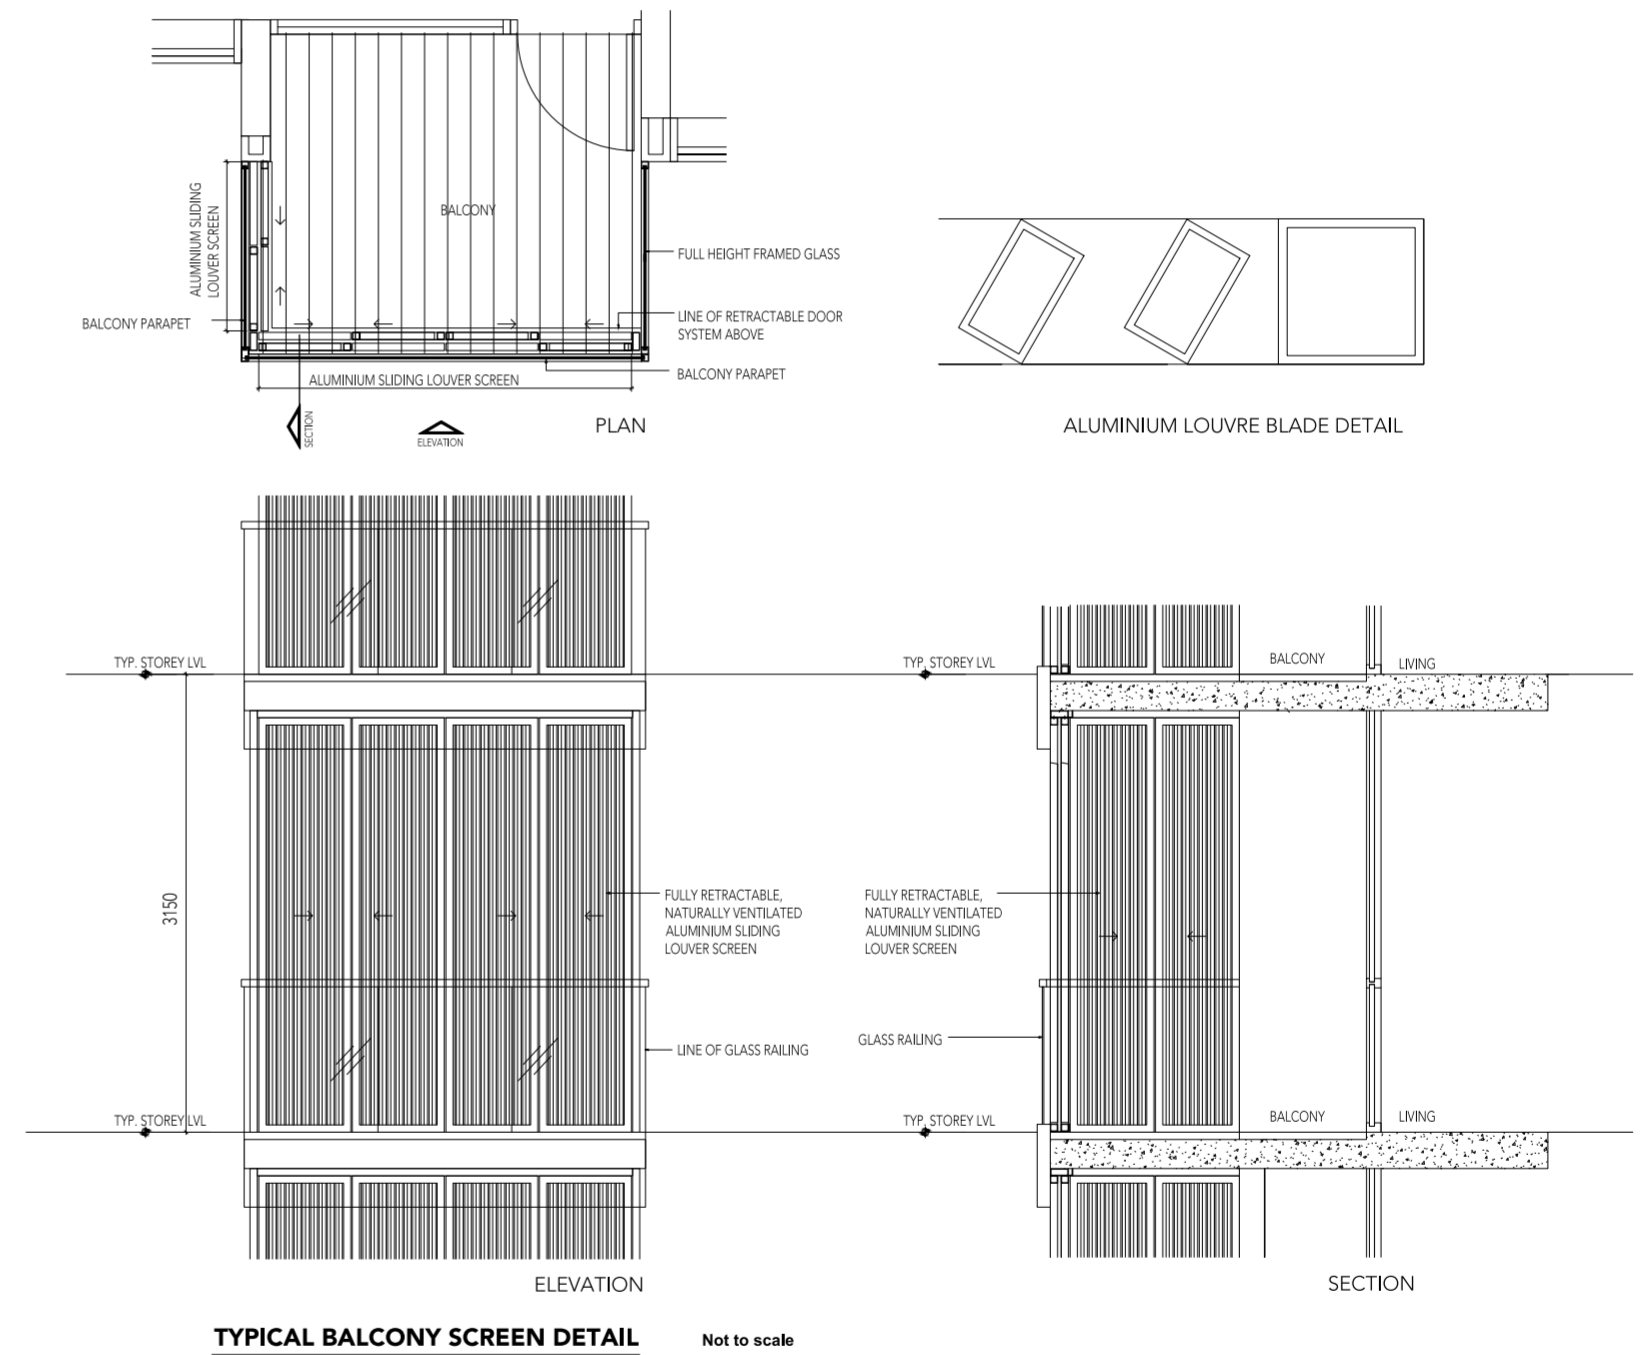 BALCONY
ALUMINIUM SLIDING
LOUVER SCREEN
FULL HEIGHT FRAMED GLASS
BALCONY PARAPET
LINE OF RETRACTABLE DOOR
SYSTEM ABOVE
BALCONY PARAPET
ALUMINIUM SLIDING LOUVER SCREEN
SECTION
ELEVATION
PLAN
ALUMINIUM LOUVRE BLADE DETAIL
TYP. STOREY LVL
TYP. STOREY LVL
BALCONY
LIVING
3150
FULLY RETRACTABLE,
NATURALLY VENTILATED
ALUMINIUM SLIDING
LOUVER SCREEN
FULLY RETRACTABLE,
NATURALLY VENTILATED
ALUMINIUM SLIDING
LOUVER SCREEN
LINE OF GLASS RAILING
GLASS RAILING
TYP. STOREY LVL
TYP. STOREY LVL
BALCONY
LIVING
ELEVATION
SECTION
TYPICAL BALCONY SCREEN DETAIL
Not to scale